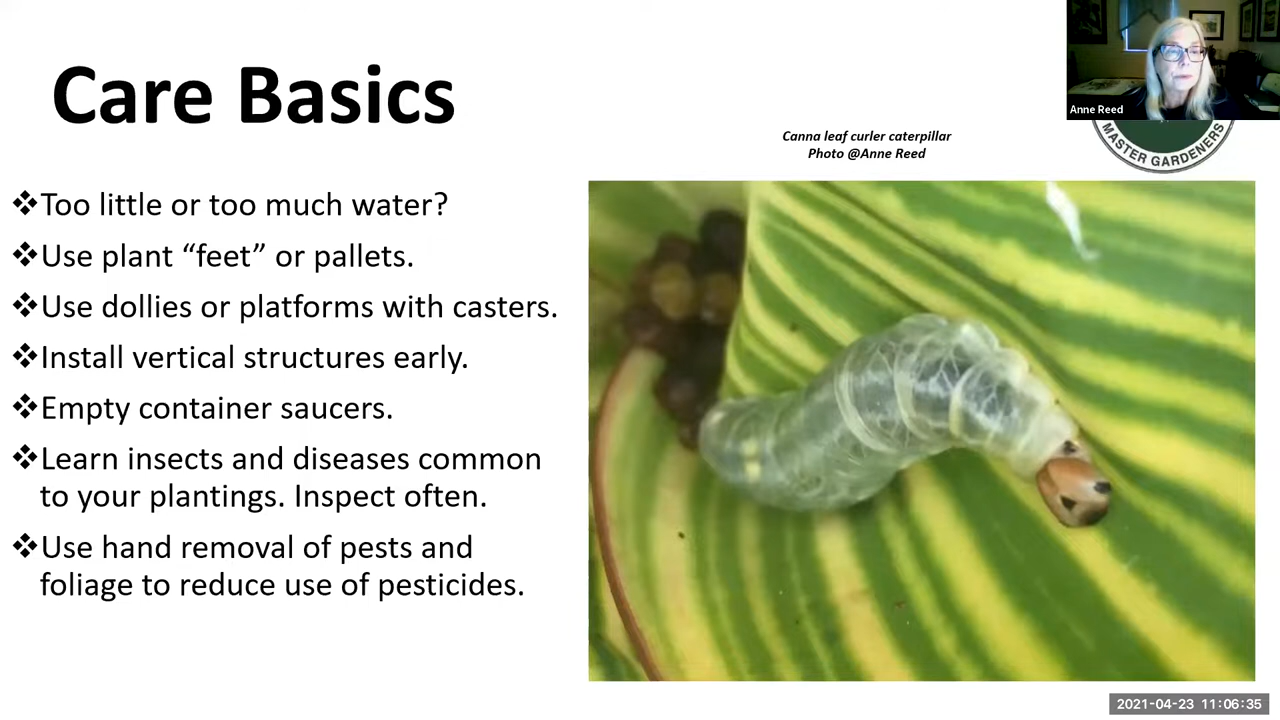 Care Basics
Anne Reed
Canna leaf curler caterpillar
Photo @Anne Reed
MASTER GARDENERS
❖Too little or too much water?
❖Use plant “feet” or pallets.
❖Use dollies or platforms with casters.
❖Install vertical structures early.
❖Empty container saucers.
❖Learn insects and diseases common
to your plantings. Inspect often.
❖Use hand removal of pests and
foliage to reduce use of pesticides.
2021-04-23 11:06:35